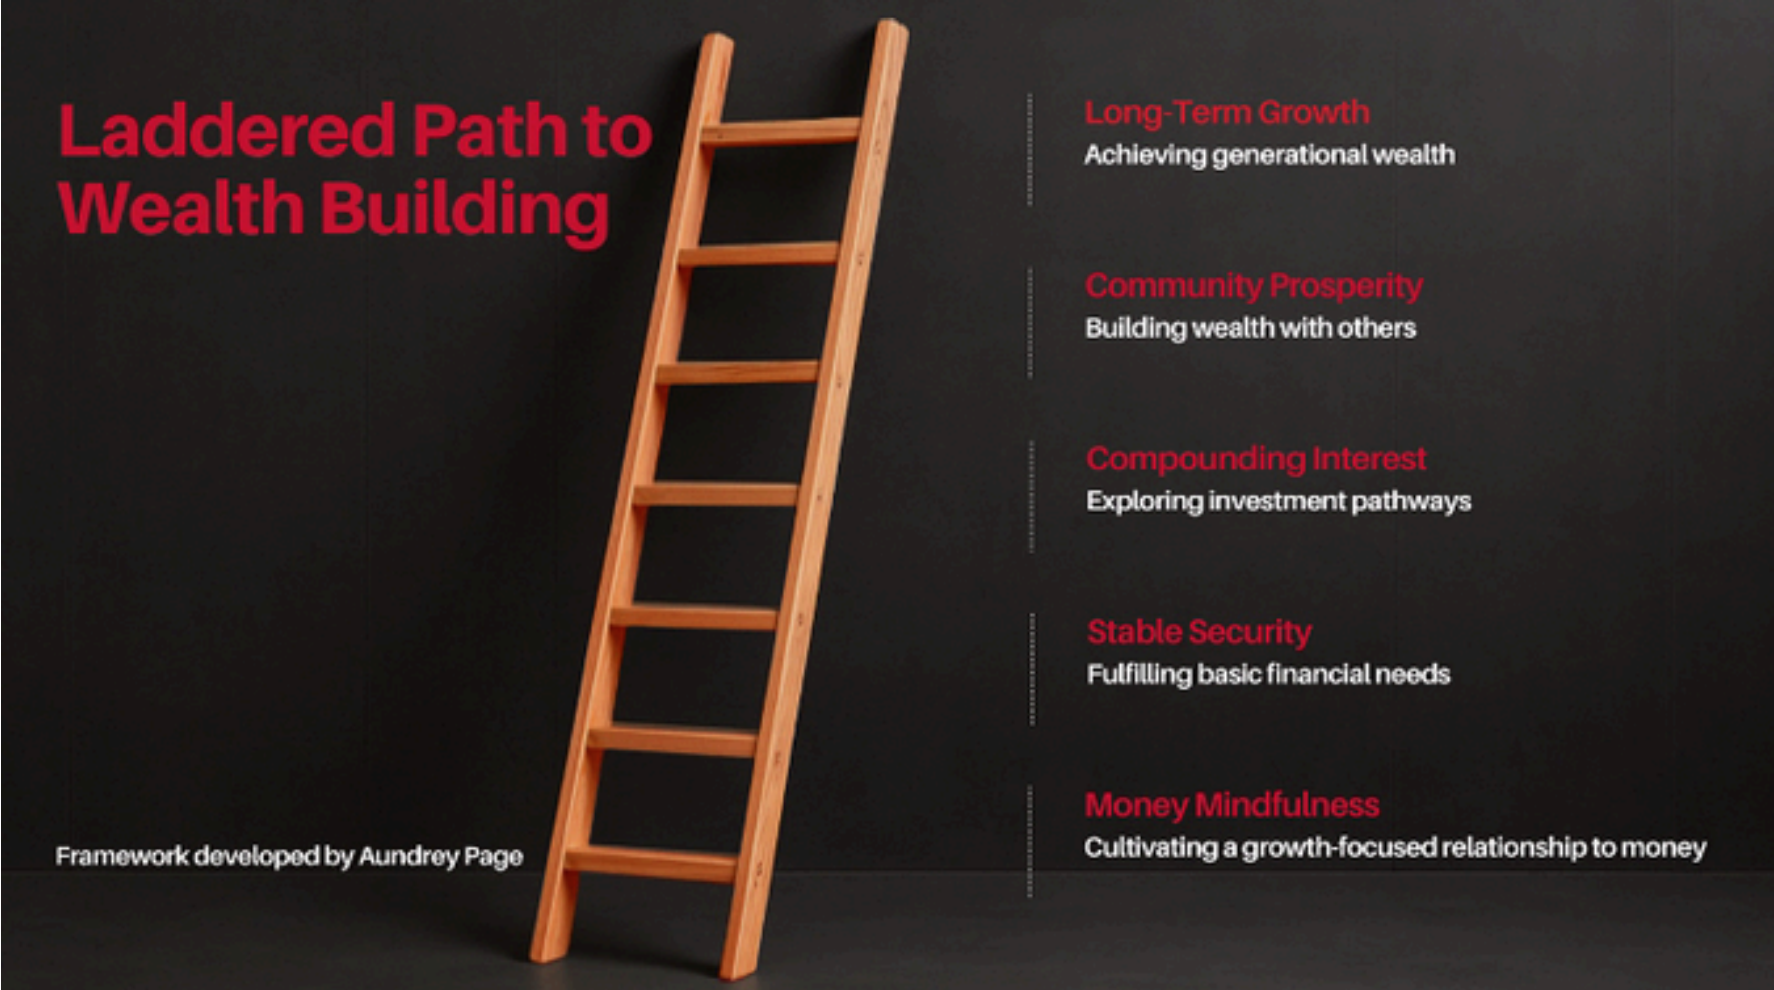 Laddered Path to
Wealth Building
Long-Term Growth
Achieving generational wealth
Community Prosperity
Building wealth with others
Compounding Interest
Exploring investment pathways
Stable Security
Fulfilling basic financial needs
Money Mindfulness
Cultivating a growth-focused relationship to money
Framework developed by Aundrey Page